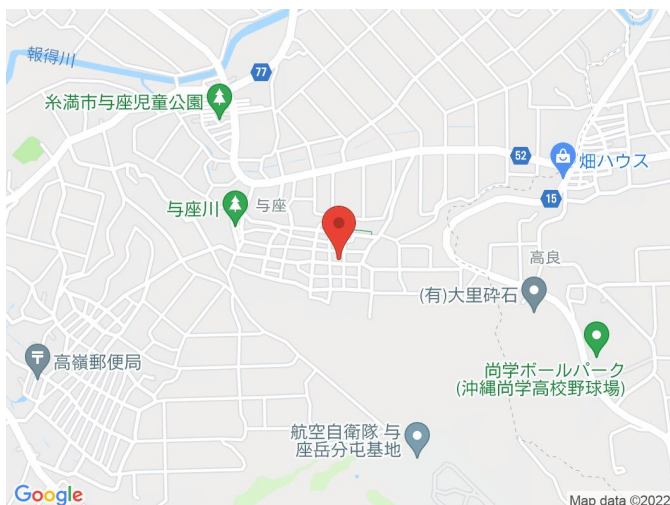 報得川
77
糸満市与座児童公園
52
畑ハウス
15
与座川
与座
高良
(有)大里砕石
高嶺郵便局
尚学ボールパーク
(沖縄尚学高校野球場)
航空自衛隊 与
座岳分屯基地
Google
Map data ©2022